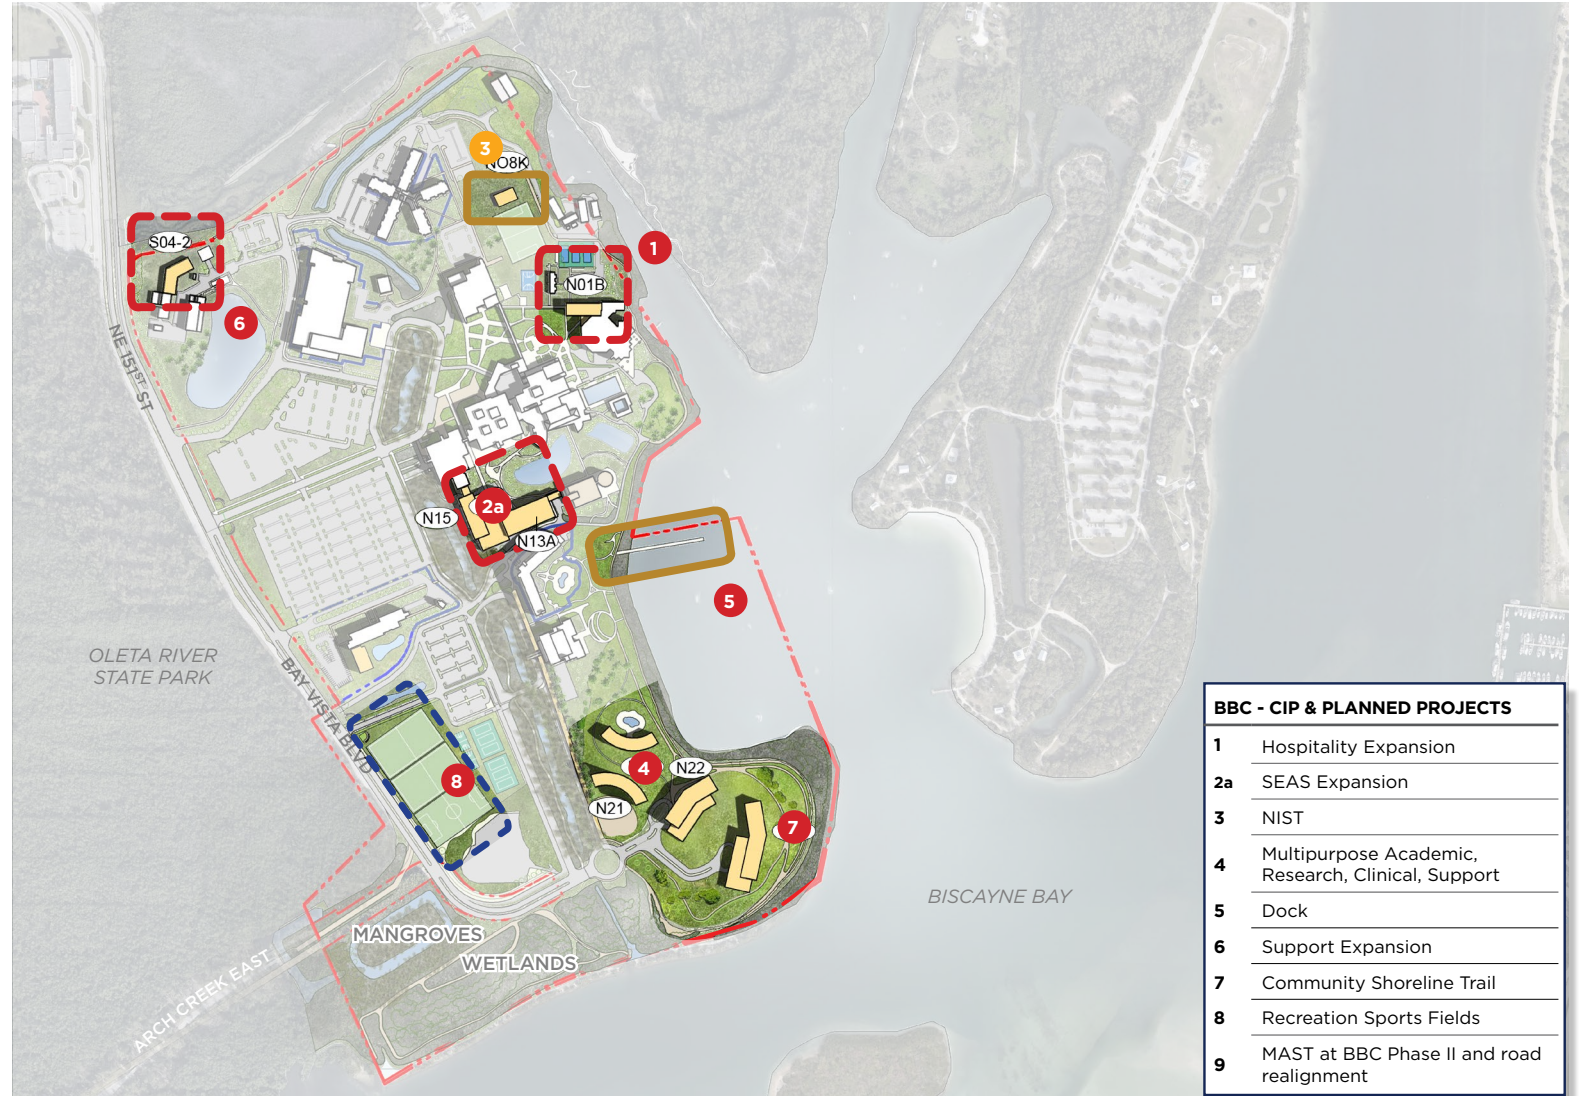 3
NO8K
S04-2
1
N01B
6
NE 151ST ST
2a
N15
N13A
5
OLETA RIVER
STATE PARK
BAY VISTA BLVD
8
4
N22
N21
7
BISCAYNE BAY
MANGROVES
WETLANDS
ARCH CREEK EAST
BBC - CIP & PLANNED PROJECTS
1 Hospitality Expansion
2a SEAS Expansion
3 NIST
4 Multipurpose Academic,
Research, Clinical, Support
5 Dock
6 Support Expansion
7 Community Shoreline Trail
8 Recreation Sports Fields
9 MAST at BBC Phase II and road
realignment